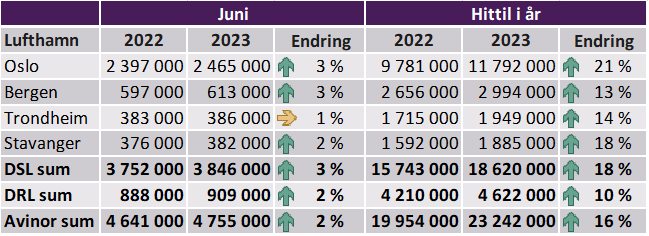 Juni Hittil i år
Lufthamn 2022 2023 Endring 2022 2023 Endring
Oslo 2 397 000 2 465 000 3 % 9 781 000 11 792 000 21 %
Bergen 597 000 613 000 3 % 2 656 000 2 994 000 13 %
Trondheim 383 000 386 000 1 % 1 715 000 1 949 000 14 %
Stavanger 376 000 382 000 2 % 1 592 000 1 885 000 18 %
DSL sum 3 752 000 3 846 000 3 % 15 743 000 18 620 000 18 %
DRL sum 888 000 909 000 2 % 4 210 000 4 622 000 10 %
Avinor sum 4 641 000 4 755 000 2 % 19 954 000 23 242 000 16 %